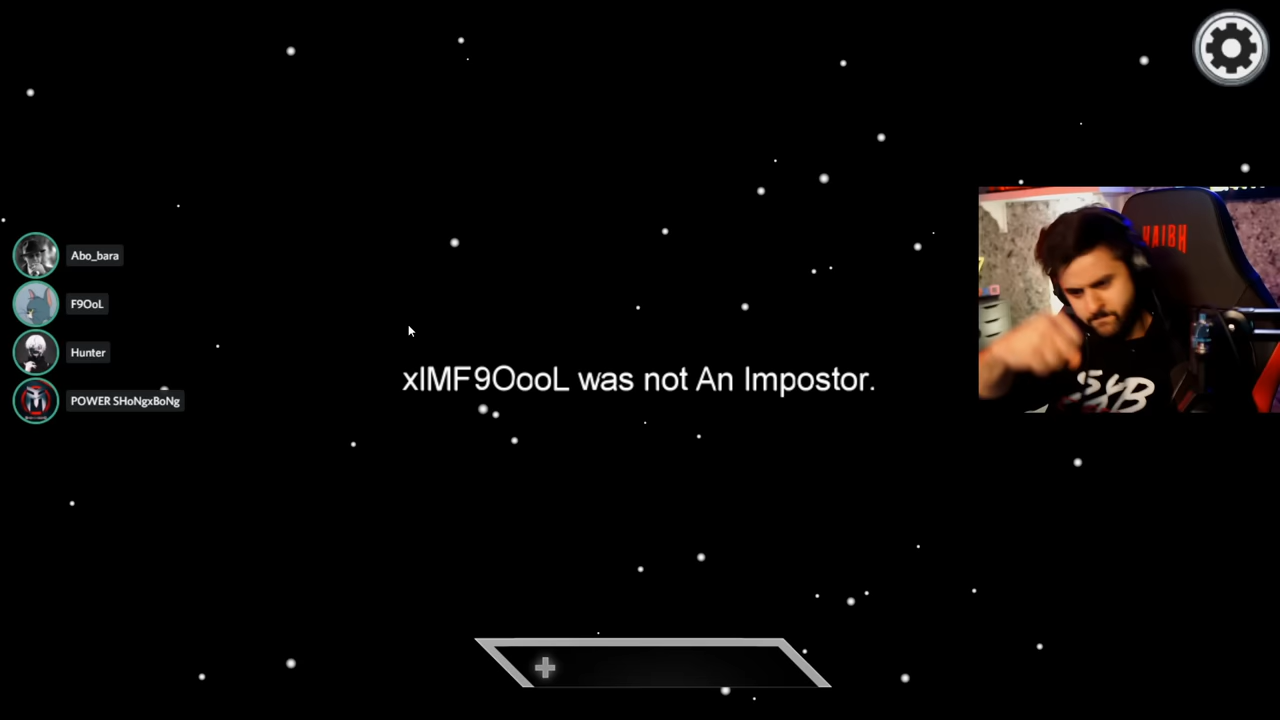 Abo_bara
F9OoL
Hunter
POWER SHoNgxBoNg
xIMF9OooL was not An Impostor.